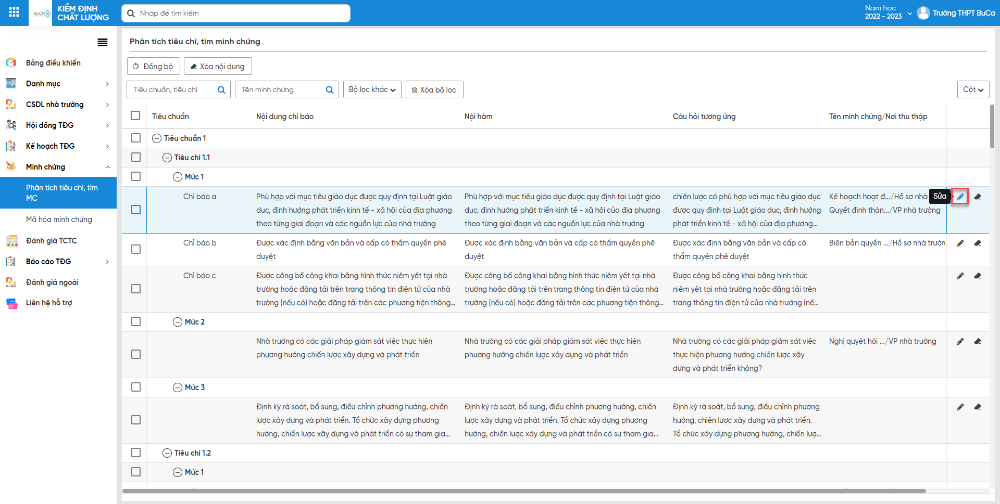 BUCA
KIỂM ĐỊNH
CHẤT LƯỢNG
Nhập để tìm kiếm
Năm học
2022 - 2023
Trường THPT BuCa
Bảng điều khiển
Danh mục
CSDL nhà trường
Hội đồng TĐG
Kế hoạch TĐG
Minh chứng
Phân tích tiêu chí, tìm
MC
Mã hóa minh chứng
Đánh giá TCTC
Báo cáo TĐG
Đánh giá ngoài
Liên hệ hỗ trợ
Phân tích tiêu chí, tìm minh chứng
Đồng bộ
Xóa nội dung
Tiêu chuẩn, tiêu chí
Tên minh chứng
Bộ lọc khác
Xóa bộ lọc
Cột
Tiêu chuẩn
Nội dung chỉ báo
Nội hàm
Câu hỏi tương ứng
Tên minh chứng/Nơi thu thập
Tiêu chuẩn 1
Tiêu chí 1.1
Mức 1
Chỉ báo a
Phù hợp với mục tiêu giáo dục được quy định tại Luật giáo
dục, định hướng phát triển kinh tế - xã hội của địa phương
theo từng giai đoạn và các nguồn lực của nhà trường
Phù hợp với mục tiêu giáo dục được quy định tại Luật giáo
dục, định hướng phát triển kinh tế - xã hội của địa phương
theo từng giai đoạn và các nguồn lực của nhà trường
chiến lược có phù hợp với mục tiêu giáo dục
được quy định tại Luật giáo dục, định hướng
phát triển kinh tế - xã hội của địa phương...
Kế hoạch hoạt đ.../Hồ sơ nhà
Quyết định thàn.../VP nhà trường
Sửa
Chỉ báo b
Được xác định bằng văn bản và cấp có thẩm quyền phê
duyệt
Được xác định bằng văn bản và cấp có thẩm quyền phê
duyệt
Được xác định bằng văn bản và cấp có
thẩm quyền phê duyệt
Biên bản quyền .../Hồ sơ nhà trườn
Chỉ báo c
Được công bố công khai bằng hình thức niêm yết tại nhà
trường hoặc đăng tải trên trang thông tin điện tử của nhà
trường (nếu có) hoặc đăng tải trên các phương tiện thông...
Được công bố công khai bằng hình thức niêm yết tại nhà
trường hoặc đăng tải trên trang thông tin điện tử của nhà
trường (nếu có) hoặc đăng tải trên các phương tiện thông...
Được công bố công khai bằng hình thức
niêm yết tại nhà trường hoặc đăng tải trên
trang thông tin điện tử của nhà trường (nế...
Mức 2
Nhà trường có các giải pháp giám sát việc thực hiện
phương hướng chiến lược xây dựng và phát triển
Nhà trường có các giải pháp giám sát việc thực hiện
phương hướng chiến lược xây dựng và phát triển
Nhà trường có các giải pháp giám sát việc
thực hiện phương hướng chiến lược xây
dựng và phát triển không?
Nghị quyết hội .../VP nhà trường
Mức 3
Định kỳ rà soát, bổ sung, điều chỉnh phương hướng, chiến
lược xây dựng và phát triển. Tổ chức xây dựng phương
hướng, chiến lược xây dựng và phát triển có sự tham gia...
Định kỳ rà soát, bổ sung, điều chỉnh phương hướng, chiến
lược xây dựng và phát triển. Tổ chức xây dựng phương
hướng, chiến lược xây dựng và phát triển có sự tham gia...
Định kỳ rà soát, bổ sung, điều chỉnh phương
hướng, chiến lược xây dựng và phát triển.
Tổ chức xây dựng phương hướng, chiến lượ...
Tiêu chí 1.2
Mức 1